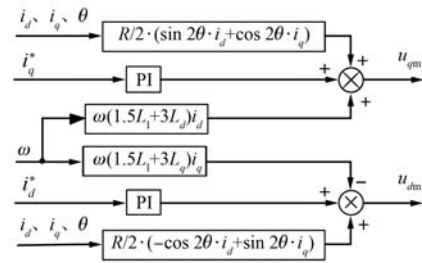 i_d、i_q、θ
R/2·(sin 2θ·i_d+cos 2θ·i_q)
+
u_qm
i_q^*
PI
+
+
ω(1.5L_1+3L_d)i_d
ω
ω(1.5L_1+3L_q)i_q
−
u_dm
i_d^*
PI
+
+
i_d、i_q、θ
R/2·(−cos 2θ·i_d+sin 2θ·i_q)